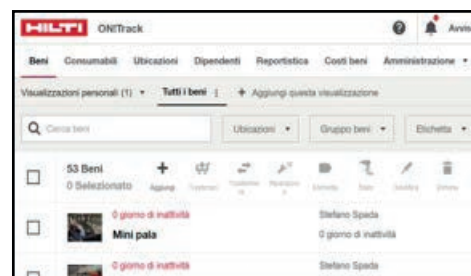 HILTI ONITrack Avvis
Beni Consumabili Ubicazioni Dipendenti Reportistica Costi beni Amministrazione
Visualizzazioni personali (1) Tutti i beni + Aggiungi questa visualizzazione
Cerca beni Ubicazioni Gruppo beni Etichetta
53 Beni
0 Selezionato Aggiungi
0 giorno di inattività Stefano Spada
Mini pala 0 giorno di inattività
0 giorno di inattività Stefano Spada